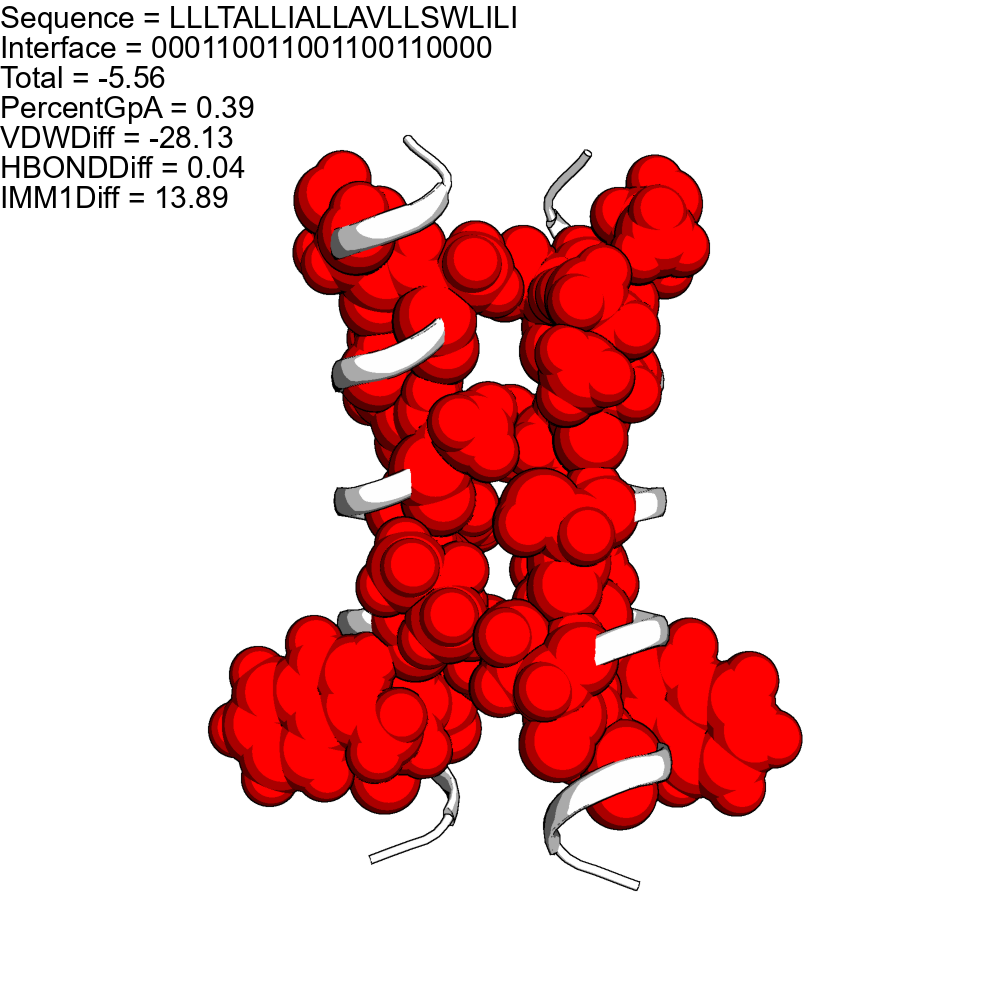 Sequence = LLLTALLIALLAVLLSWLILI
Interface = 000110011001100110000
Total = -5.56
PercentGpA = 0.39
VDWDiff = -28.13
HBONDDiff = 0.04
IMM1Diff = 13.89